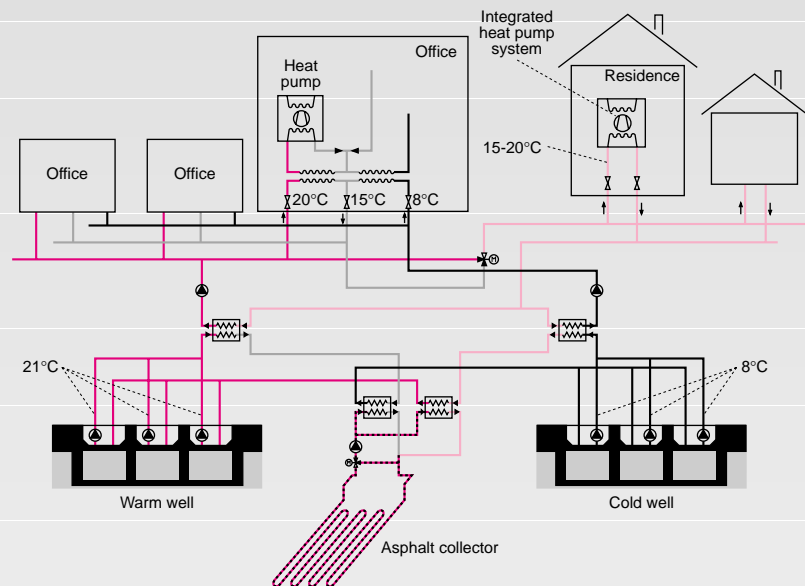 Integrated
heat pump
system
Office
Heat
pump
Residence
15-20°C
Office
Office
20°C
15°C
8°C
M
21°C
8°C
M
Warm well
Cold well
Asphalt collector